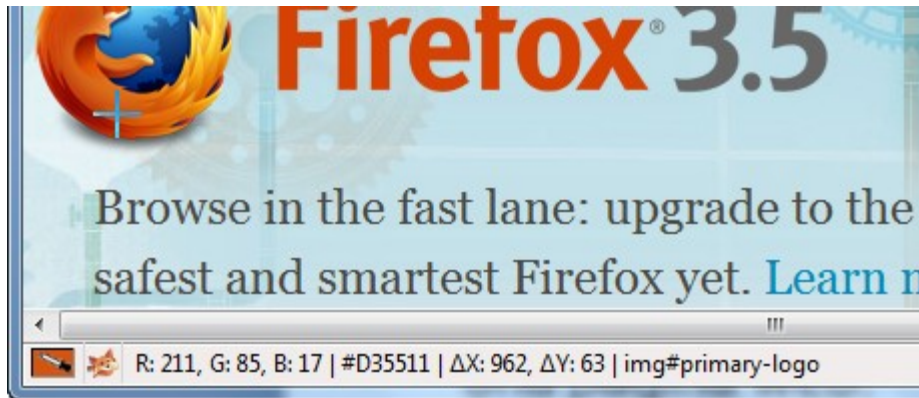 Firefox® 3.5
Browse in the fast lane: upgrade to the
safest and smartest Firefox yet. Learn
R: 211, G: 85, B: 17 | #D35511 | ΔX: 962, ΔY: 63 | img#primary-logo